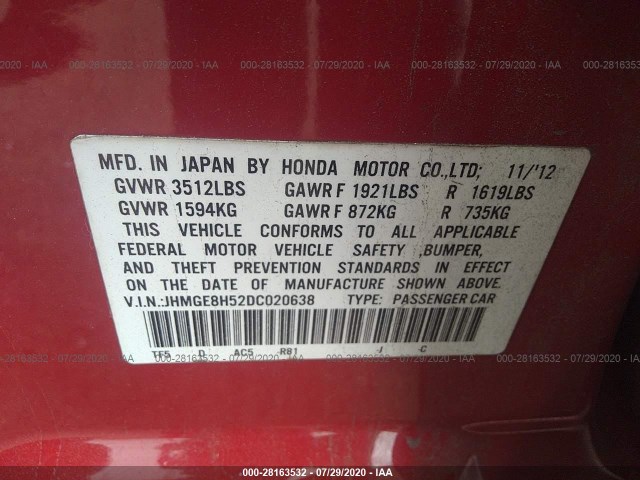 000-28163532 - 07/29/2020 - IAA
MFD. IN JAPAN BY HONDA MOTOR CO.,LTD; 11/'12
GVWR 3512LBS GAWR F 1921LBS R 1619LBS
GVWR 1594KG GAWR F 872KG R 735KG
THIS VEHICLE CONFORMS TO ALL APPLICABLE
FEDERAL MOTOR VEHICLE SAFETY ,BUMPER,
AND THEFT PREVENTION STANDARDS IN EFFECT
ON THE DATE OF MANUFACTURE SHOWN ABOVE.
V.I.N.:JHMGE8H52DC020638 TYPE: PASSENGER CAR
TF5 D AC5 R81 J C
000-28163532 - 07/29/2020 - IAA